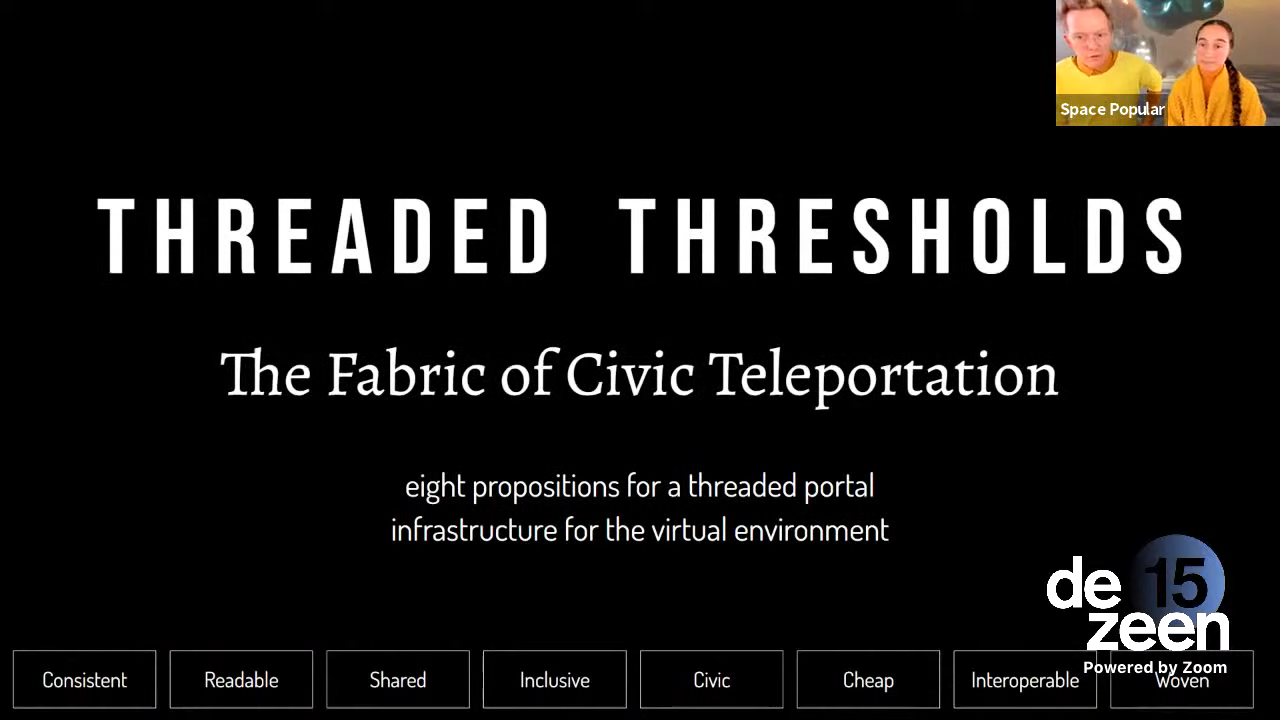 Space Popular
THREADED THRESHOLDS
The Fabric of Civic Teleportation
eight propositions for a threaded portal
infrastructure for the virtual environment
de 15
zeen
Powered by Zoom
Consistent Readable Shared Inclusive Civic Cheap Interoperable Woven